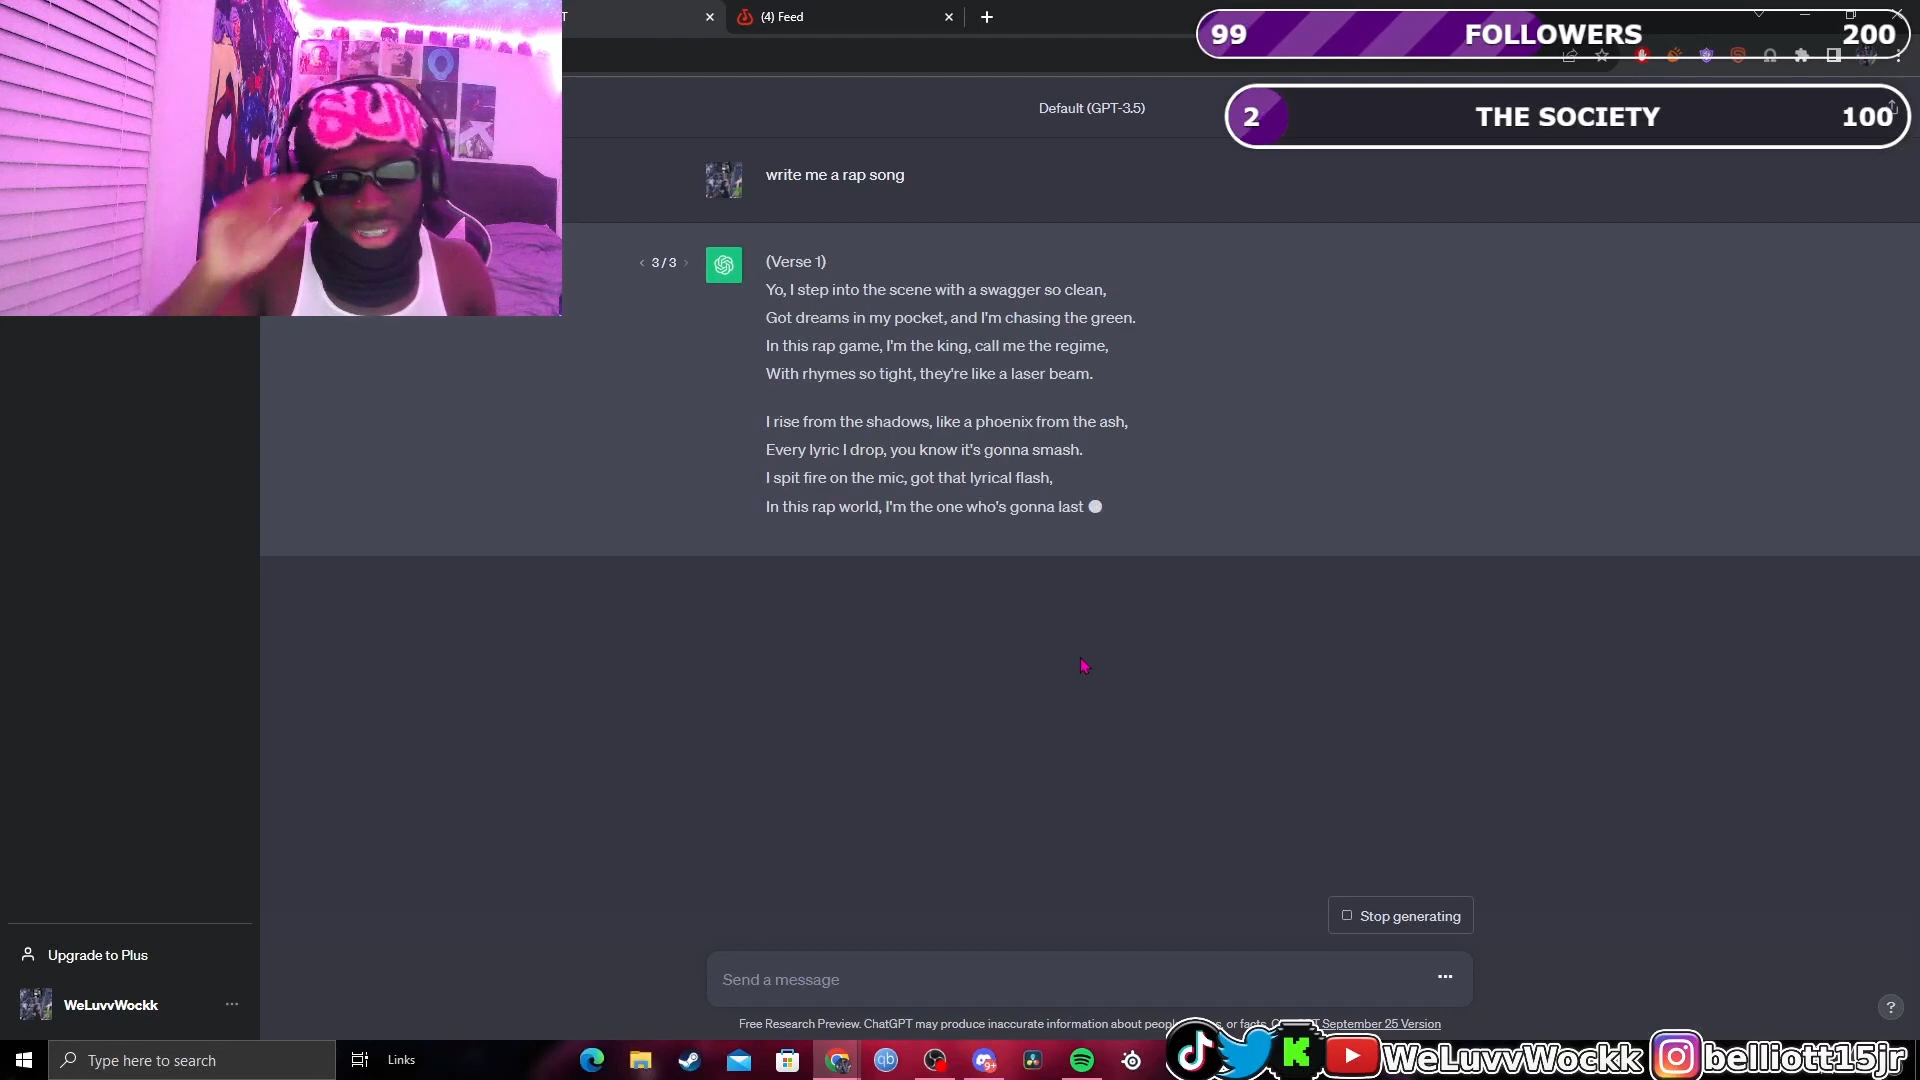 SUI
T
(4) Feed
99 FOLLOWERS 200
2 THE SOCIETY 100
Default (GPT-3.5)
write me a rap song
3 / 3
(Verse 1)
Yo, I step into the scene with a swagger so clean,
Got dreams in my pocket, and I'm chasing the green.
In this rap game, I'm the king, call me the regime,
With rhymes so tight, they're like a laser beam.
I rise from the shadows, like a phoenix from the ash,
Every lyric I drop, you know it's gonna smash.
I spit fire on the mic, got that lyrical flash,
In this rap world, I'm the one who's gonna last
Stop generating
Upgrade to Plus
Send a message
WeLuvvWockk
?
Free Research Preview. ChatGPT may produce inaccurate information about or facts. September 25 Version
Type here to search
Links
qb
9+
K
WeLuvvWockk
belliott15jr